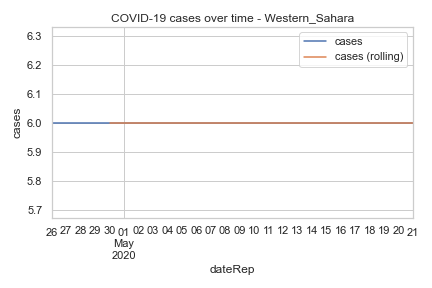 COVID-19 cases over time - Western_Sahara
6.3
6.2
6.1
6.0
5.9
5.8
5.7
cases
cases
cases (rolling)
26 27 28 29 30 01 02 03 04 05 06 07 08 09 10 11 12 13 14 15 16 17 18 19 20 21
May
2020
dateRep